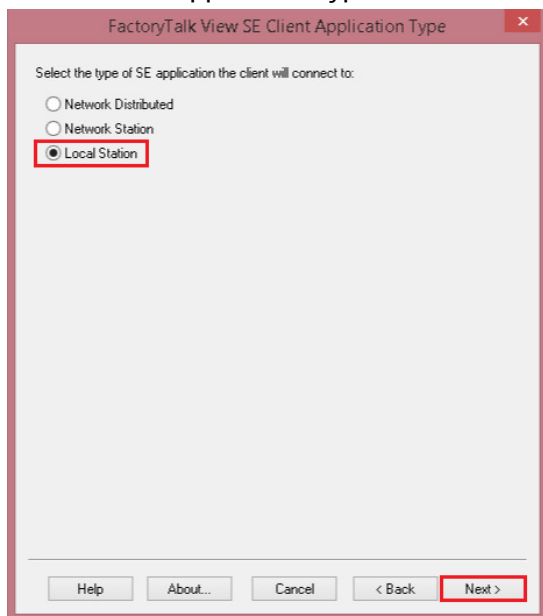 FactoryTalk View SE Client Application Type
Select the type of SE application the client will connect to:
Network Distributed
Network Station
Local Station
Help About... Cancel < Back Next >